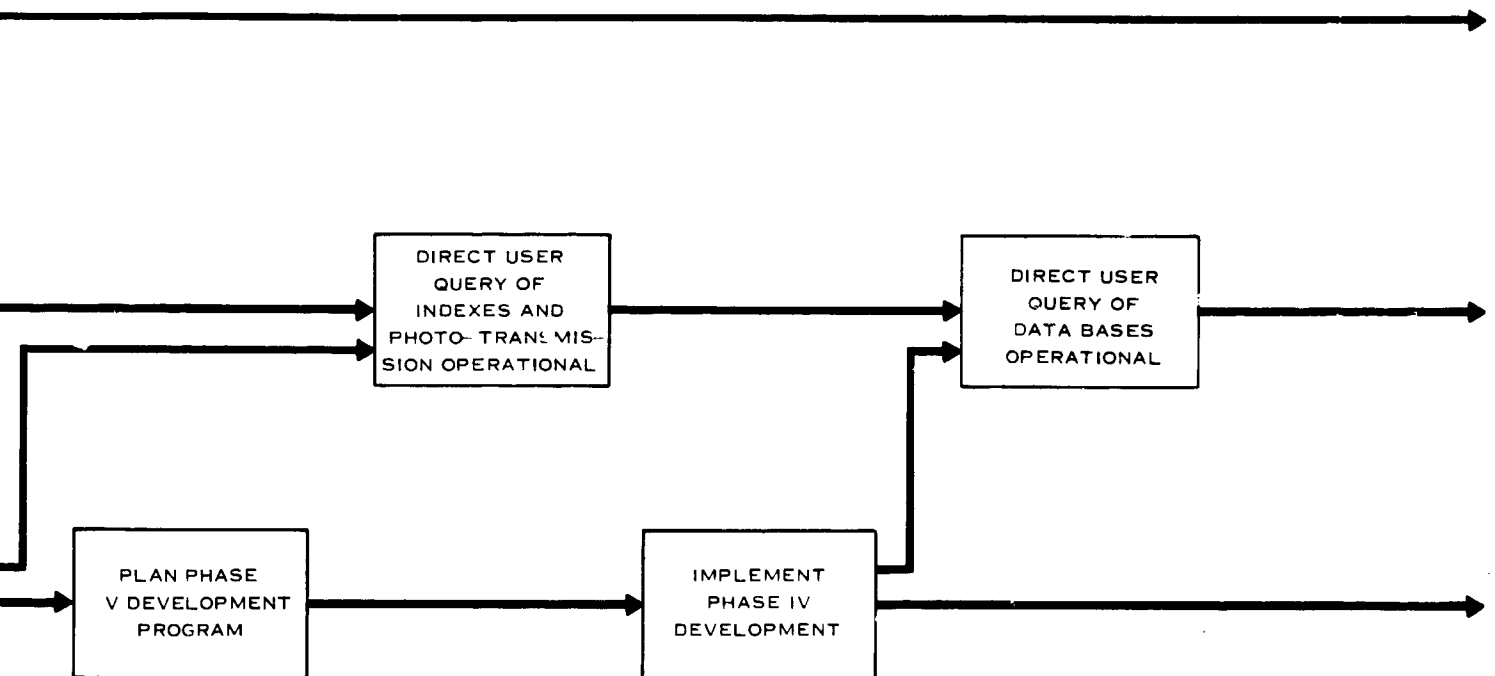 DIRECT USER
QUERY OF
INDEXES AND
PHOTO- TRANSMIS-
SION OPERATIONAL
DIRECT USER
QUERY OF
DATA BASES
OPERATIONAL
PLAN PHASE
V DEVELOPMENT
PROGRAM
IMPLEMENT
PHASE IV
DEVELOPMENT